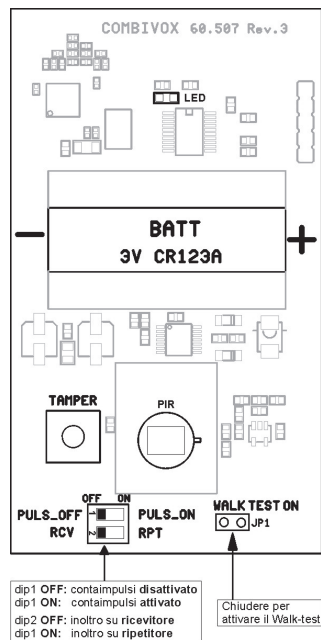 COMBIVOX 60.507 Rev.3
LED
BATT
3V CR123A
TAMPER
PIR
OFF ON
PULS_OFF 1 PULS_ON
RCV 2 RPT
WALK TEST ON
JP1
dip1 OFF: contaimpulsi disattivato
dip1 ON: contaimpulsi attivato
dip2 OFF: inoltro su ricevitore
dip1 ON: inoltro su ripetitore
Chiudere per
attivare il Walk-test